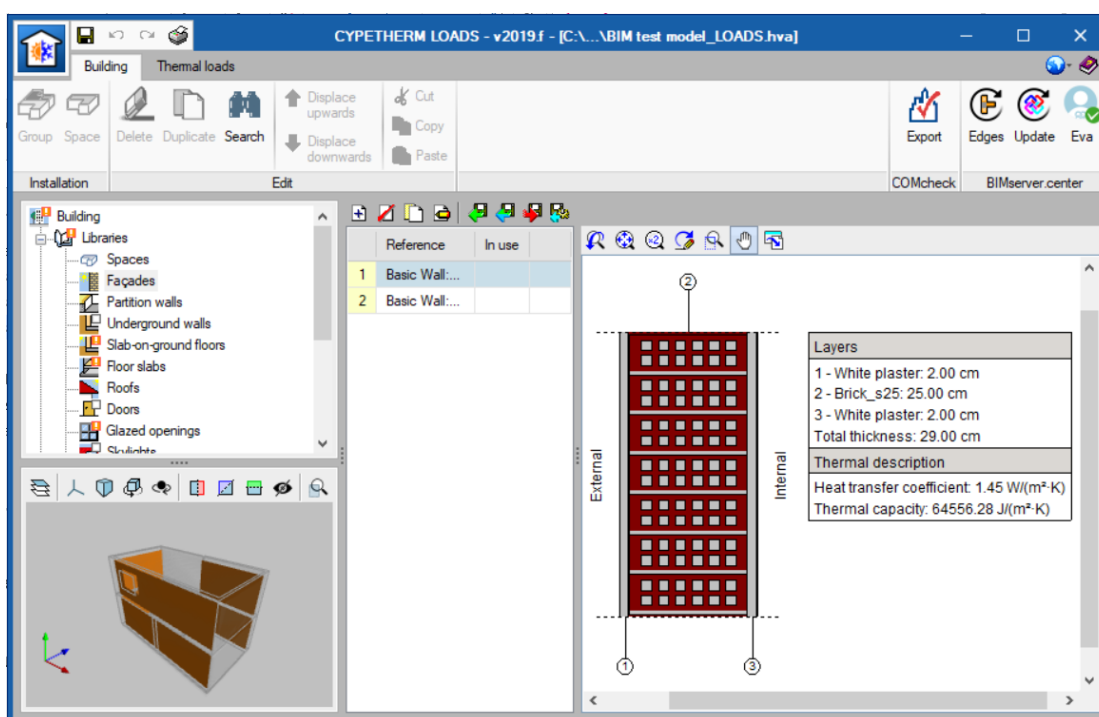 CYPETHERM LOADS - v2019.f - [C:\...\BIM test model_LOADS.hva]
Building Thermal loads
Group Space Delete Duplicate Search
Displace upwards
Displace downwards
Cut
Copy
Paste
Export
Edges Update Eva
Installation Edit COMcheck BIMserver.center
Building
Libraries
Spaces
Façades
Partition walls
Underground walls
Slab-on-ground floors
Floor slabs
Roofs
Doors
Glazed openings
Skylights
Reference In use
1 Basic Wall:...
2 Basic Wall:...
x2
2
External
Internal
1
3
Layers
1 - White plaster: 2.00 cm
2 - Brick_s25: 25.00 cm
3 - White plaster: 2.00 cm
Total thickness: 29.00 cm
Thermal description
Heat transfer coefficient: 1.45 W/(m²·K)
Thermal capacity: 64556.28 J/(m²·K)